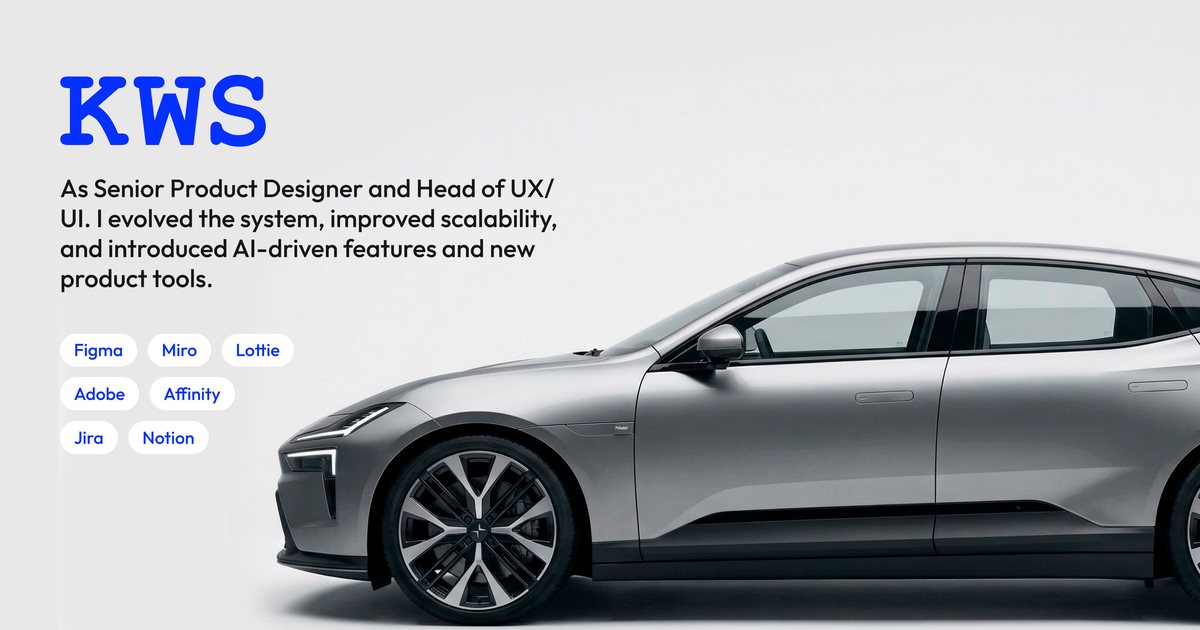 KWS
As Senior Product Designer and Head of UX/
UI. I evolved the system, improved scalability,
and introduced AI-driven features and new
product tools.
Figma Miro Lottie
Adobe Affinity
Jira Notion